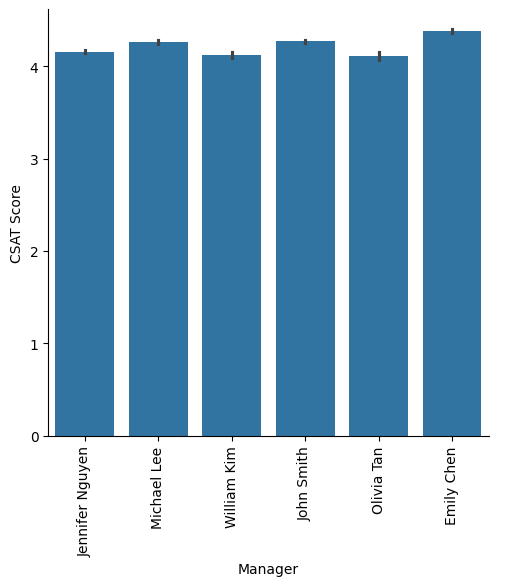 4
3
2
1
0
CSAT Score
Jennifer Nguyen
Michael Lee
William Kim
John Smith
Olivia Tan
Emily Chen
Manager